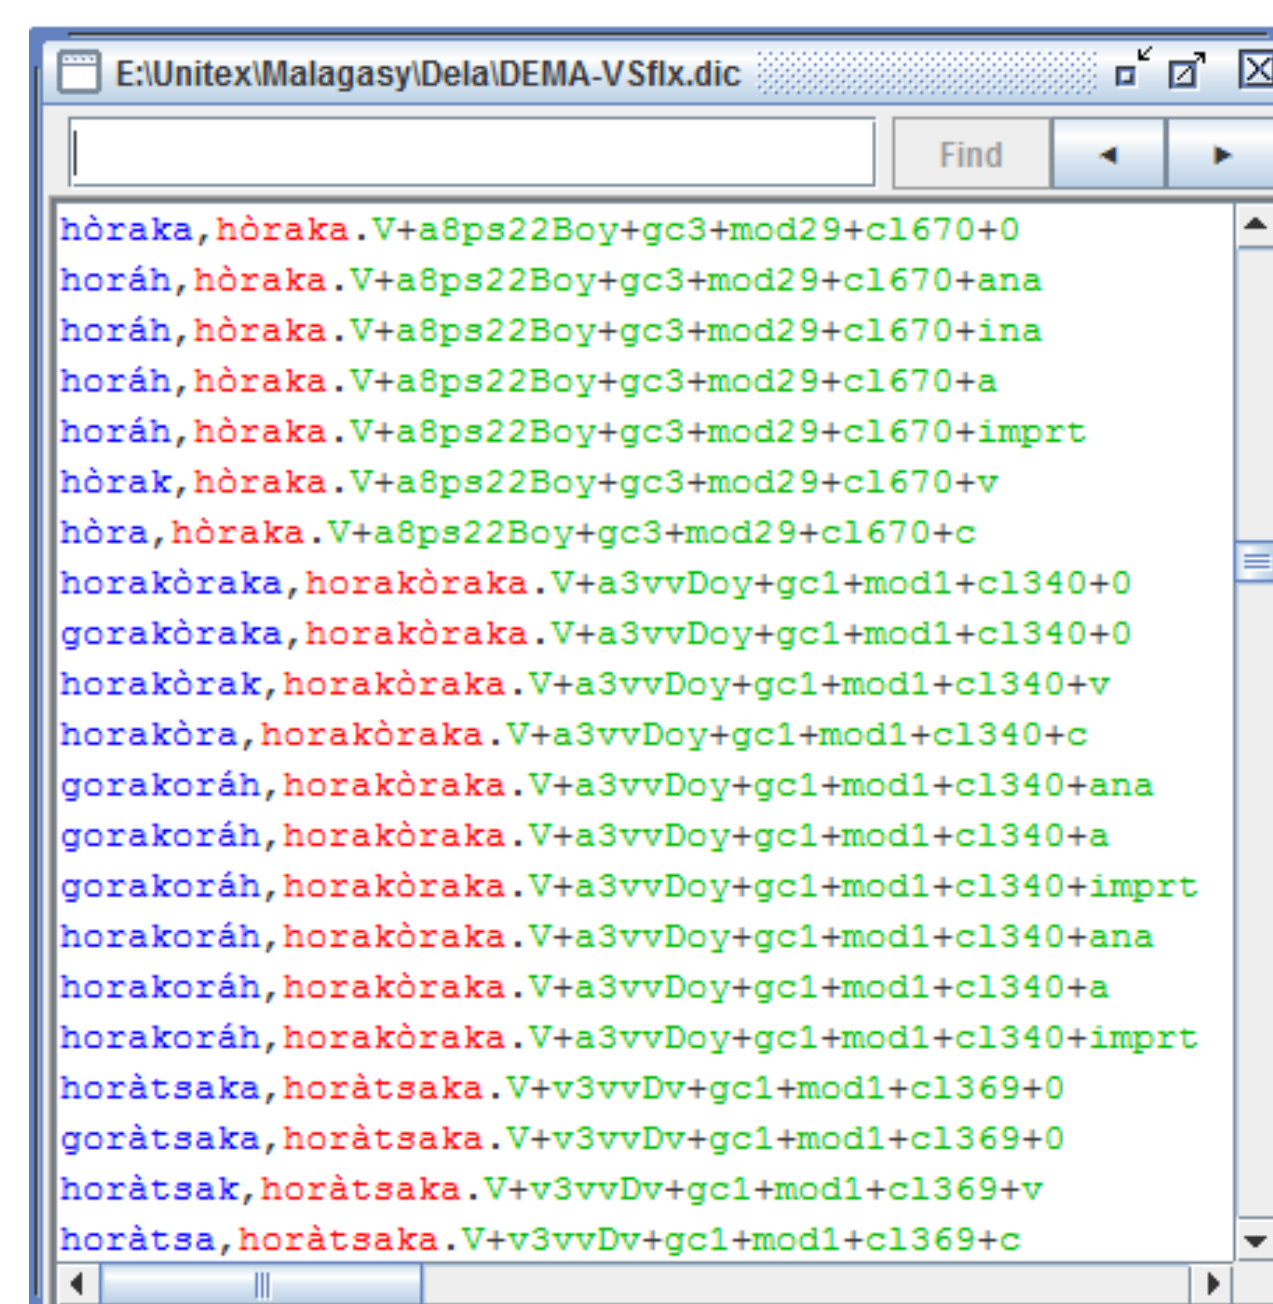 E:\Unitex\Malagasy\Dela\DEMA-VSflx.dic
Find
hòraka,hòraka.V+a8ps22Boy+gc3+mod29+cl670+0
horáh,hòraka.V+a8ps22Boy+gc3+mod29+cl670+ana
horáh,hòraka.V+a8ps22Boy+gc3+mod29+cl670+ina
horáh,hòraka.V+a8ps22Boy+gc3+mod29+cl670+a
horáh,hòraka.V+a8ps22Boy+gc3+mod29+cl670+imprt
hòrak,hòraka.V+a8ps22Boy+gc3+mod29+cl670+v
hòra,hòraka.V+a8ps22Boy+gc3+mod29+cl670+c
horakòraka,horakòraka.V+a3vvDoy+gc1+mod1+cl340+0
gorakòraka,horakòraka.V+a3vvDoy+gc1+mod1+cl340+0
horakòrak,horakòraka.V+a3vvDoy+gc1+mod1+cl340+v
horakòra,horakòraka.V+a3vvDoy+gc1+mod1+cl340+c
gorakoráh,horakòraka.V+a3vvDoy+gc1+mod1+cl340+ana
gorakoráh,horakòraka.V+a3vvDoy+gc1+mod1+cl340+a
gorakoráh,horakòraka.V+a3vvDoy+gc1+mod1+cl340+imprt
horakoráh,horakòraka.V+a3vvDoy+gc1+mod1+cl340+ana
horakoráh,horakòraka.V+a3vvDoy+gc1+mod1+cl340+a
horakoráh,horakòraka.V+a3vvDoy+gc1+mod1+cl340+imprt
horàtsaka,horàtsaka.V+v3vvDv+gc1+mod1+cl369+0
goràtsaka,horàtsaka.V+v3vvDv+gc1+mod1+cl369+0
horàtsak,horàtsaka.V+v3vvDv+gc1+mod1+cl369+v
horàtsa,horàtsaka.V+v3vvDv+gc1+mod1+cl369+c